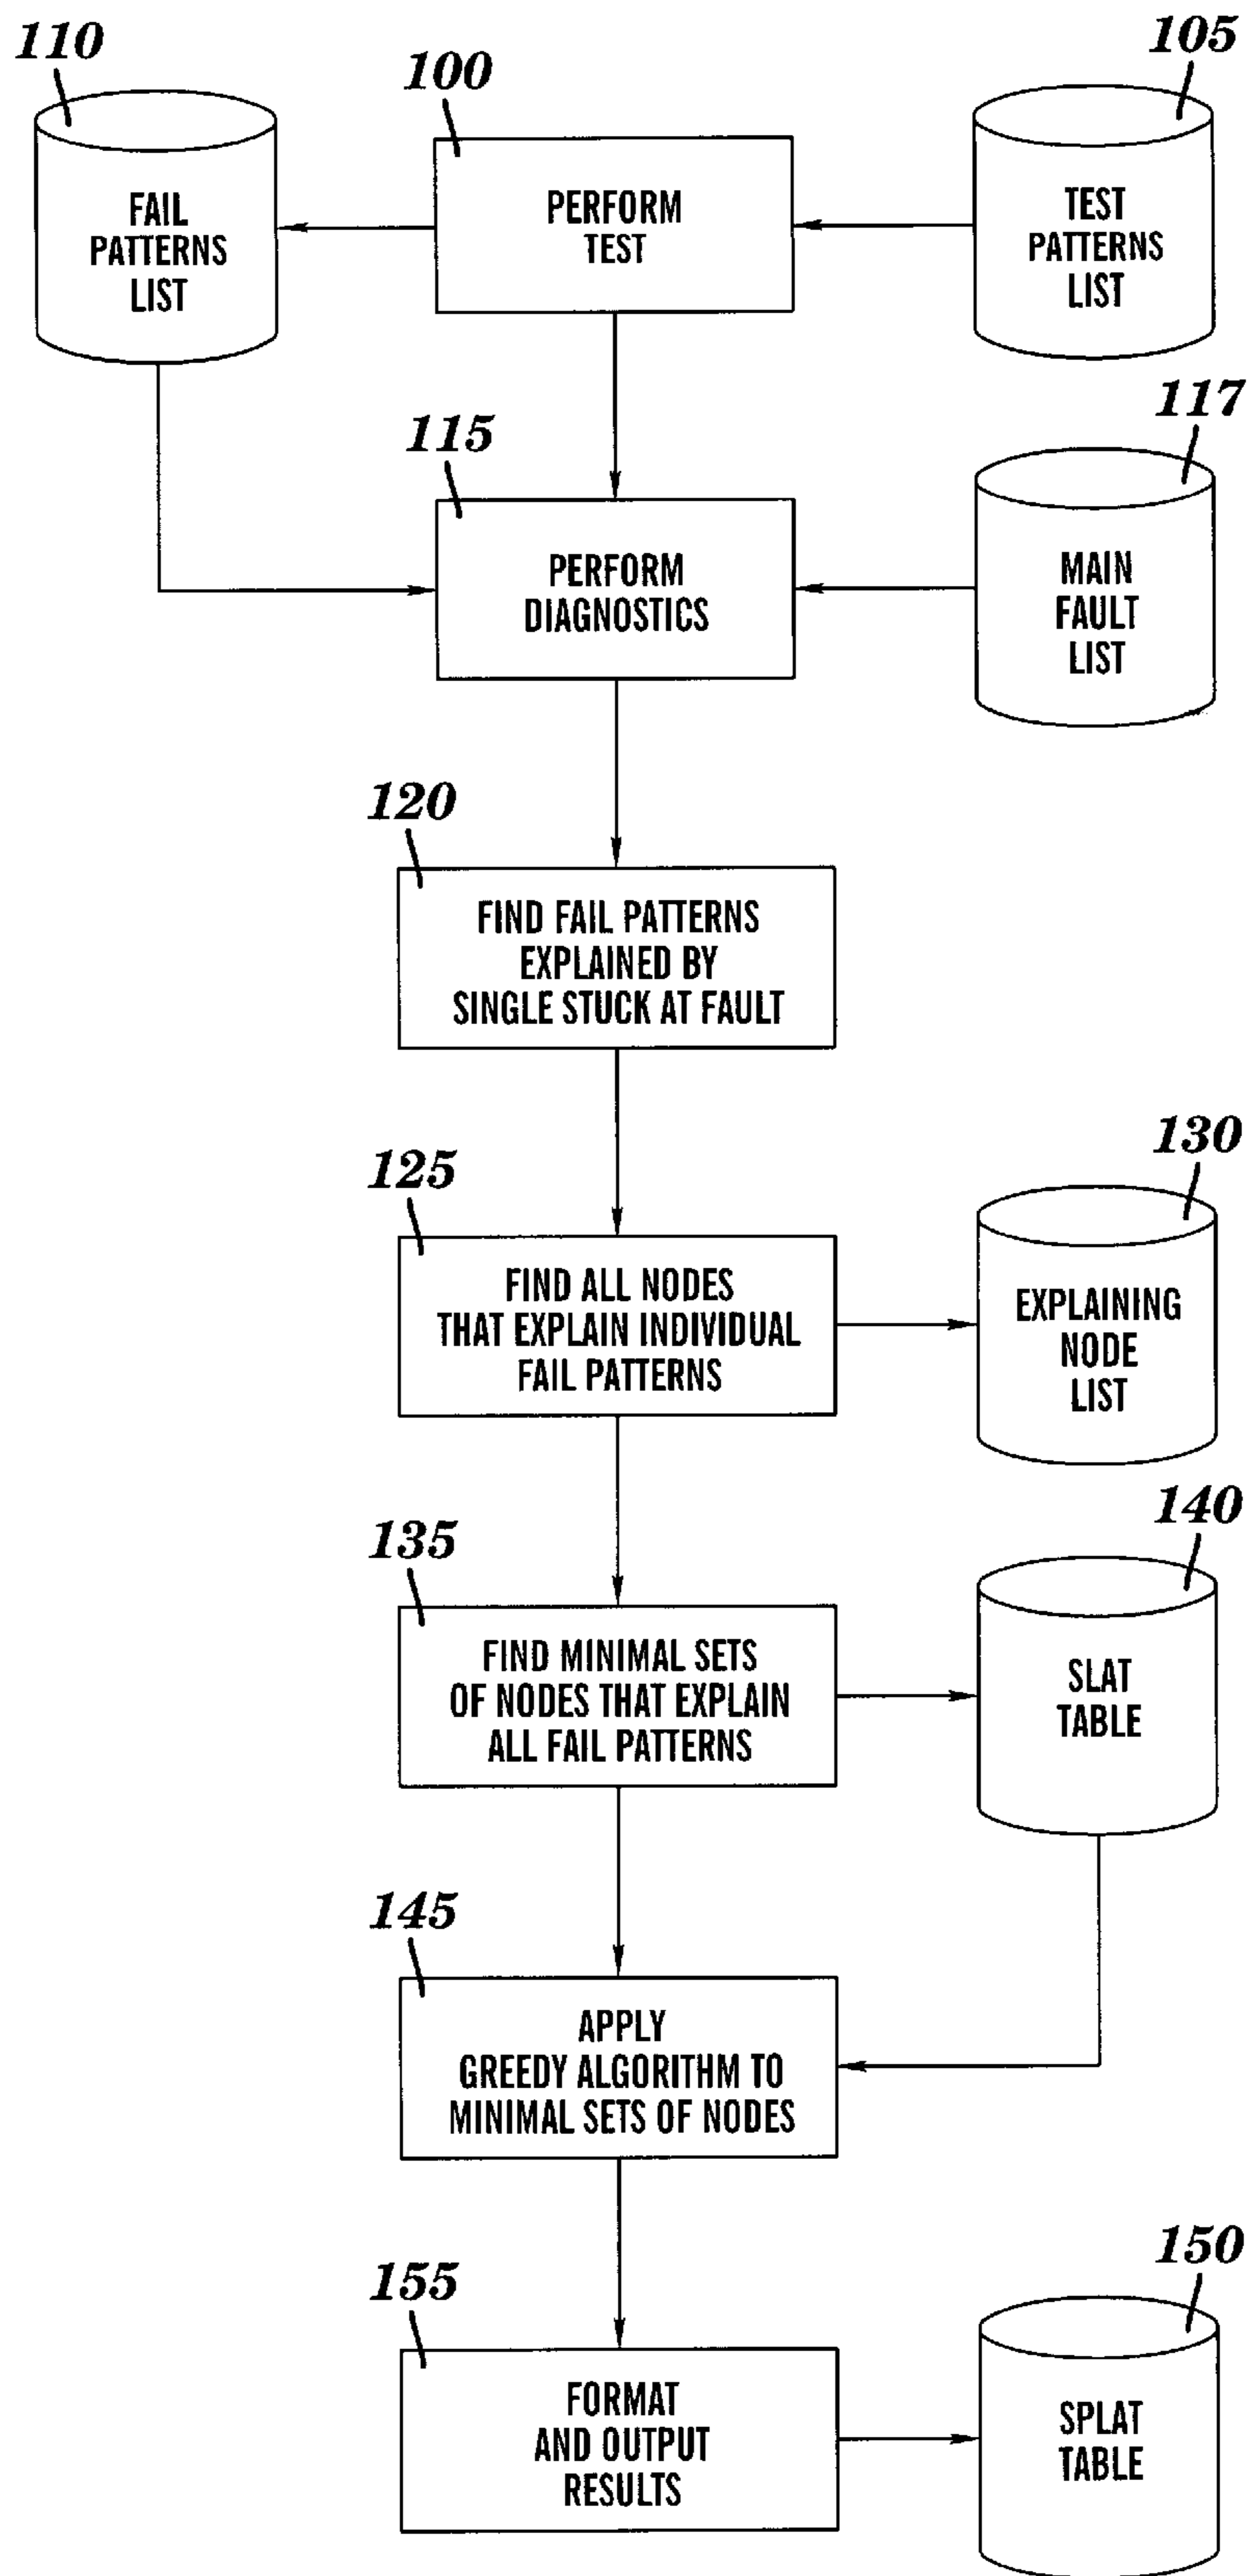 110
100
105
FAIL
PATTERNS
LIST
PERFORM
TEST
TEST
PATTERNS
LIST
115
117
PERFORM
DIAGNOSTICS
MAIN
FAULT
LIST
120
FIND FAIL PATTERNS
EXPLAINED BY
SINGLE STUCK AT FAULT
125
130
FIND ALL NODES
THAT EXPLAIN INDIVIDUAL
FAIL PATTERNS
EXPLAINING
NODE
LIST
135
140
FIND MINIMAL SETS
OF NODES THAT EXPLAIN
ALL FAIL PATTERNS
SLAT
TABLE
145
APPLY
GREEDY ALGORITHM TO
MINIMAL SETS OF NODES
155
150
FORMAT
AND OUTPUT
RESULTS
SPLAT
TABLE